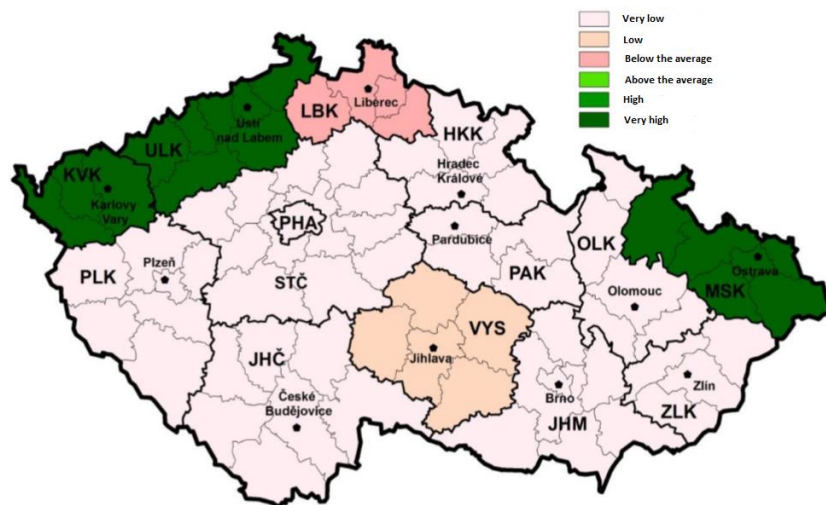 Very low
Low
Below the average
Above the average
High
Very high
LBK
Liberec
Ústí
nad Labem
ULK
KVK
Karlovy
Vary
HKK
Hradec
Králové
PHA
Pardubice
PLK
Plzeň
STČ
PAK
OLK
Olomouc
Ostrava
MSK
VYS
Jihlava
JHČ
České
Budějovice
Brno
JHM
Zlín
ZLK